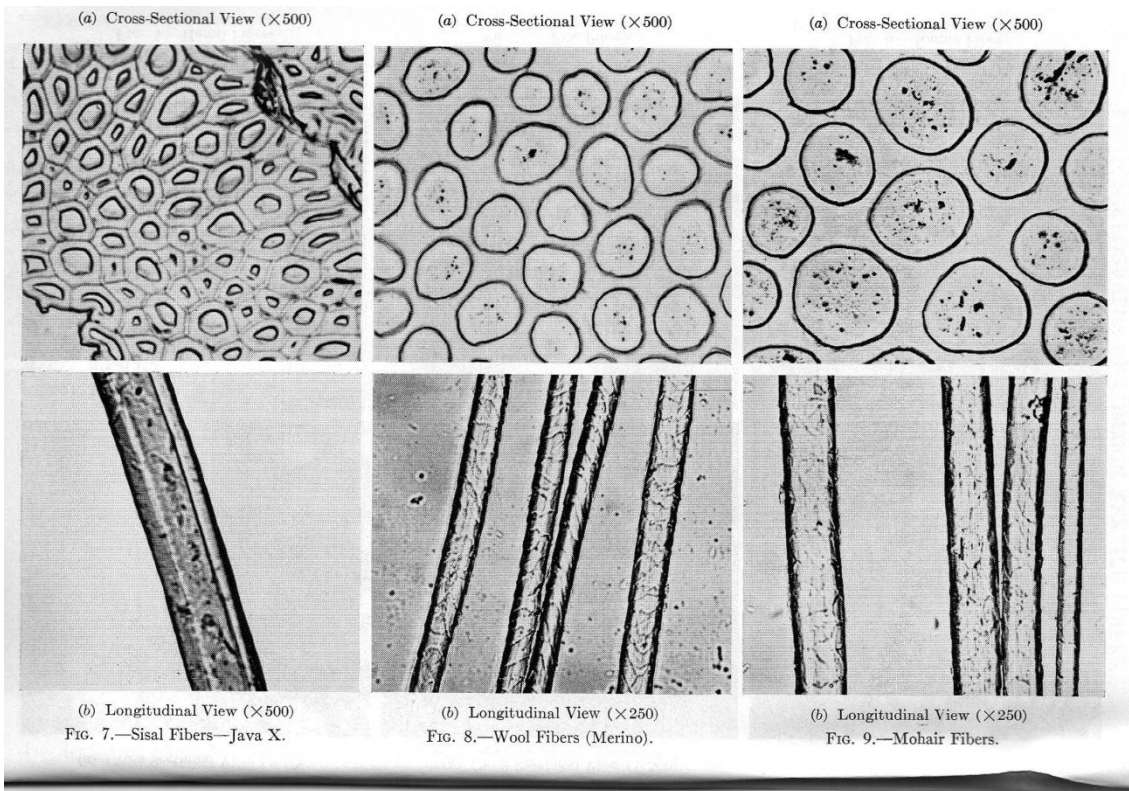 (a) Cross-Sectional View (×500)
(a) Cross-Sectional View (×500)
(a) Cross-Sectional View (×500)
(b) Longitudinal View (×500)
FIG. 7.—Sisal Fibers—Java X.
(b) Longitudinal View (×250)
FIG. 8.—Wool Fibers (Merino).
(b) Longitudinal View (×250)
FIG. 9.—Mohair Fibers.